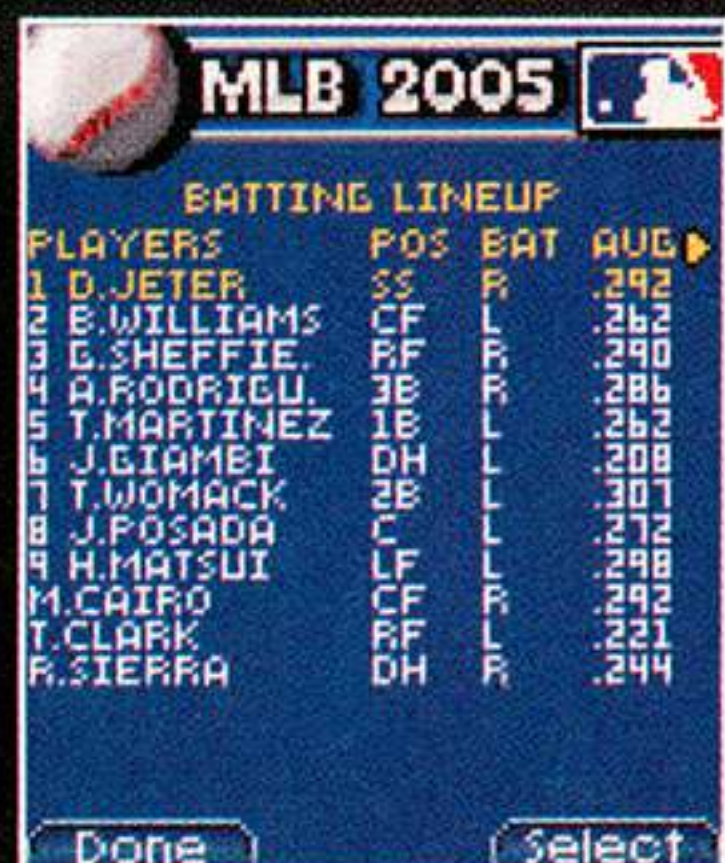 MLB 2005
BATTING LINEUP
PLAYERS POS BAT AVG
1 D.JETER SS R .292
2 B.WILLIAMS CF L .262
3 G.SHEFFIE. RF R .290
4 A.RODRIGU. 3B R .286
5 T.MARTINEZ 1B L .262
6 J.GIAMBI DH L .208
7 T.WOMACK 2B L .307
8 J.POSADA C L .272
9 H.MATSUI LF L .298
M.CAIRO CF R .292
T.CLARK RF L .221
R.SIERRA DH R .244
Done Select